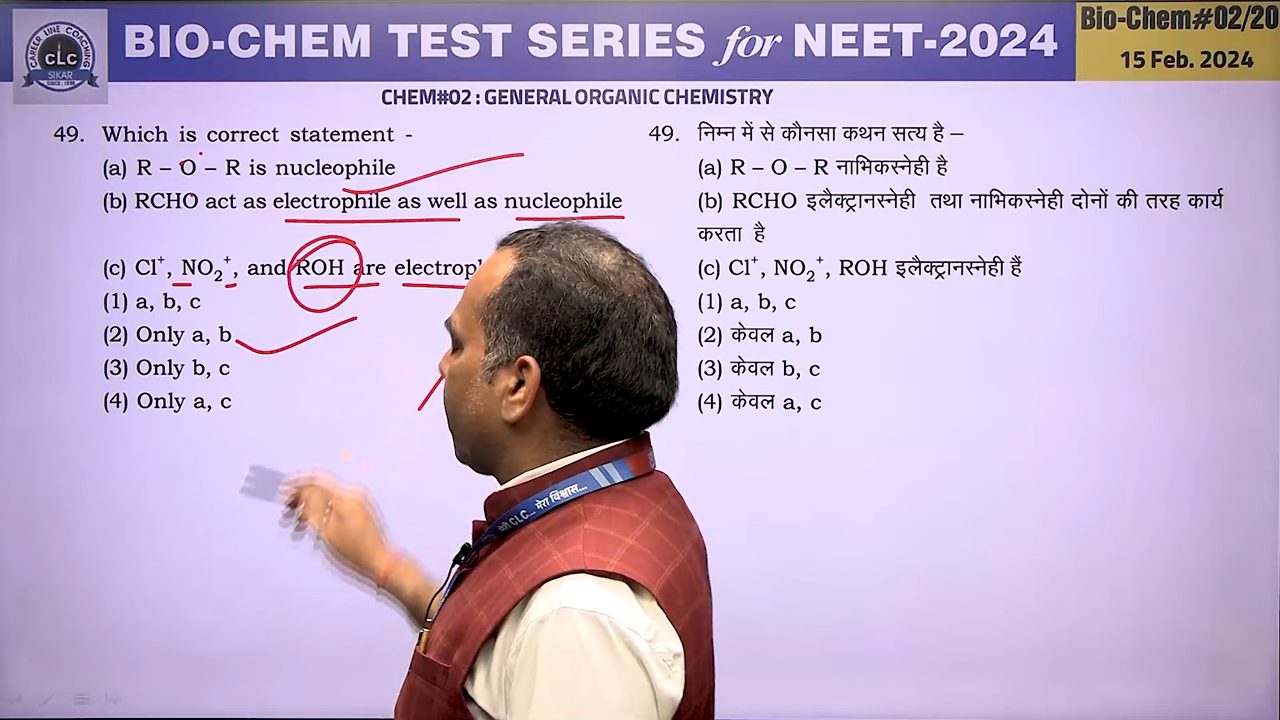 CAREER LINE COACHING
CLC
SIKAR
BIO-CHEM TEST SERIES for NEET-2024
Bio-Chem#02/20
15 Feb. 2024
CHEM#02 : GENERAL ORGANIC CHEMISTRY
49. Which is correct statement -
(a) R – O – R is nucleophile
(b) RCHO act as electrophile as well as nucleophile
(c) Cl⁺, NO₂⁺, and ROH are electrop
(1) a, b, c
(2) Only a, b
(3) Only b, c
(4) Only a, c
49. निम्न में से कौनसा कथन सत्य है –
(a) R – O – R नाभिकस्नेही है
(b) RCHO इलैक्ट्रानस्नेही तथा नाभिकस्नेही दोनों की तरह कार्य
करता है
(c) Cl⁺, NO₂⁺, ROH इलैक्ट्रानस्नेही हैं
(1) a, b, c
(2) केवल a, b
(3) केवल b, c
(4) केवल a, c
CLC... मेरा विश्वास...